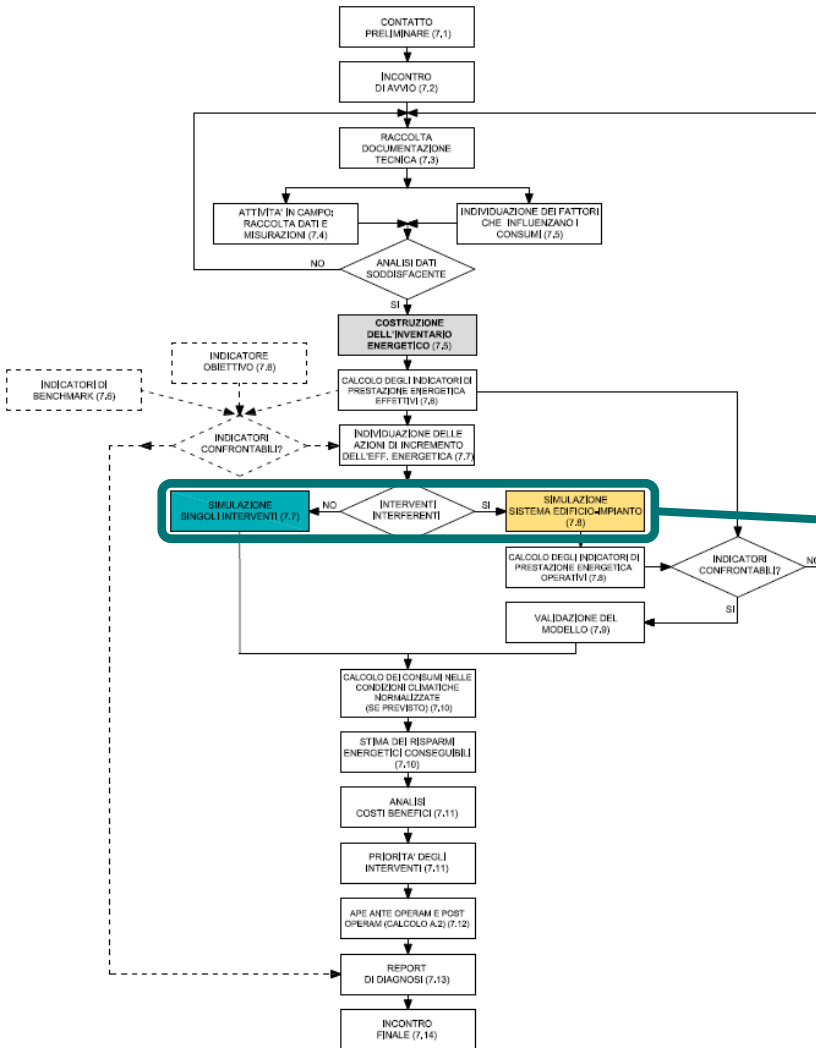 CONTATTO
PRELIMINARE (7.1)
INCONTRO
DI AVVIO (7.2)
RACCOLTA
DOCUMENTAZIONE
TECNICA (7.3)
ATTIVITA' IN CAMPO:
RACCOLTA DATI E
MISURAZIONI (7.4)
INDIVIDUAZIONE DEI FATTORI
CHE INFLUENZANO I
CONSUMI (7.5)
ANALISI DATI
SODDISFACENTE
NO
SI
COSTRUZIONE
DELL'INVENTARIO
ENERGETICO (7.5)
INDICATORE
OBIETTIVO (7.6)
INDICATORI DI
BENCHMARK (7.6)
CALCOLO DEGLI INDICATORI DI
PRESTAZIONE ENERGETICA
EFFETTIVI (7.6)
INDICATORI
CONFRONTABILI?
INDIVIDUAZIONE DELLE
AZIONI DI INCREMENTO
DELL'EFF. ENERGETICA (7.7)
SIMULAZIONE
SINGOLI INTERVENTI (7.7)
NO
INTERVENTI
INTERFERENTI
SI
SIMULAZIONE
SISTEMA EDIFICIO-IMPIANTO
(7.8)
CALCOLO DEGLI INDICATORI DI
PRESTAZIONE ENERGETICA
OPERATIVI (7.8)
INDICATORI
CONFRONTABILI?
NO
SI
VALIDAZIONE DEL
MODELLO (7.9)
CALCOLO DEI CONSUMI NELLE
CONDIZIONI CLIMATICHE
NORMALIZZATE
(SE PREVISTO) (7.10)
STIMA DEI RISPARMI
ENERGETICI CONSEGUIBILI
(7.10)
ANALISI
COSTI BENEFICI (7.11)
PRIORITA' DEGLI
INTERVENTI (7.11)
APE ANTE OPERAM E POST
OPERAM (CALCOLO A.2) (7.12)
REPORT
DI DIAGNOSI (7.13)
INCONTRO
FINALE (7.14)